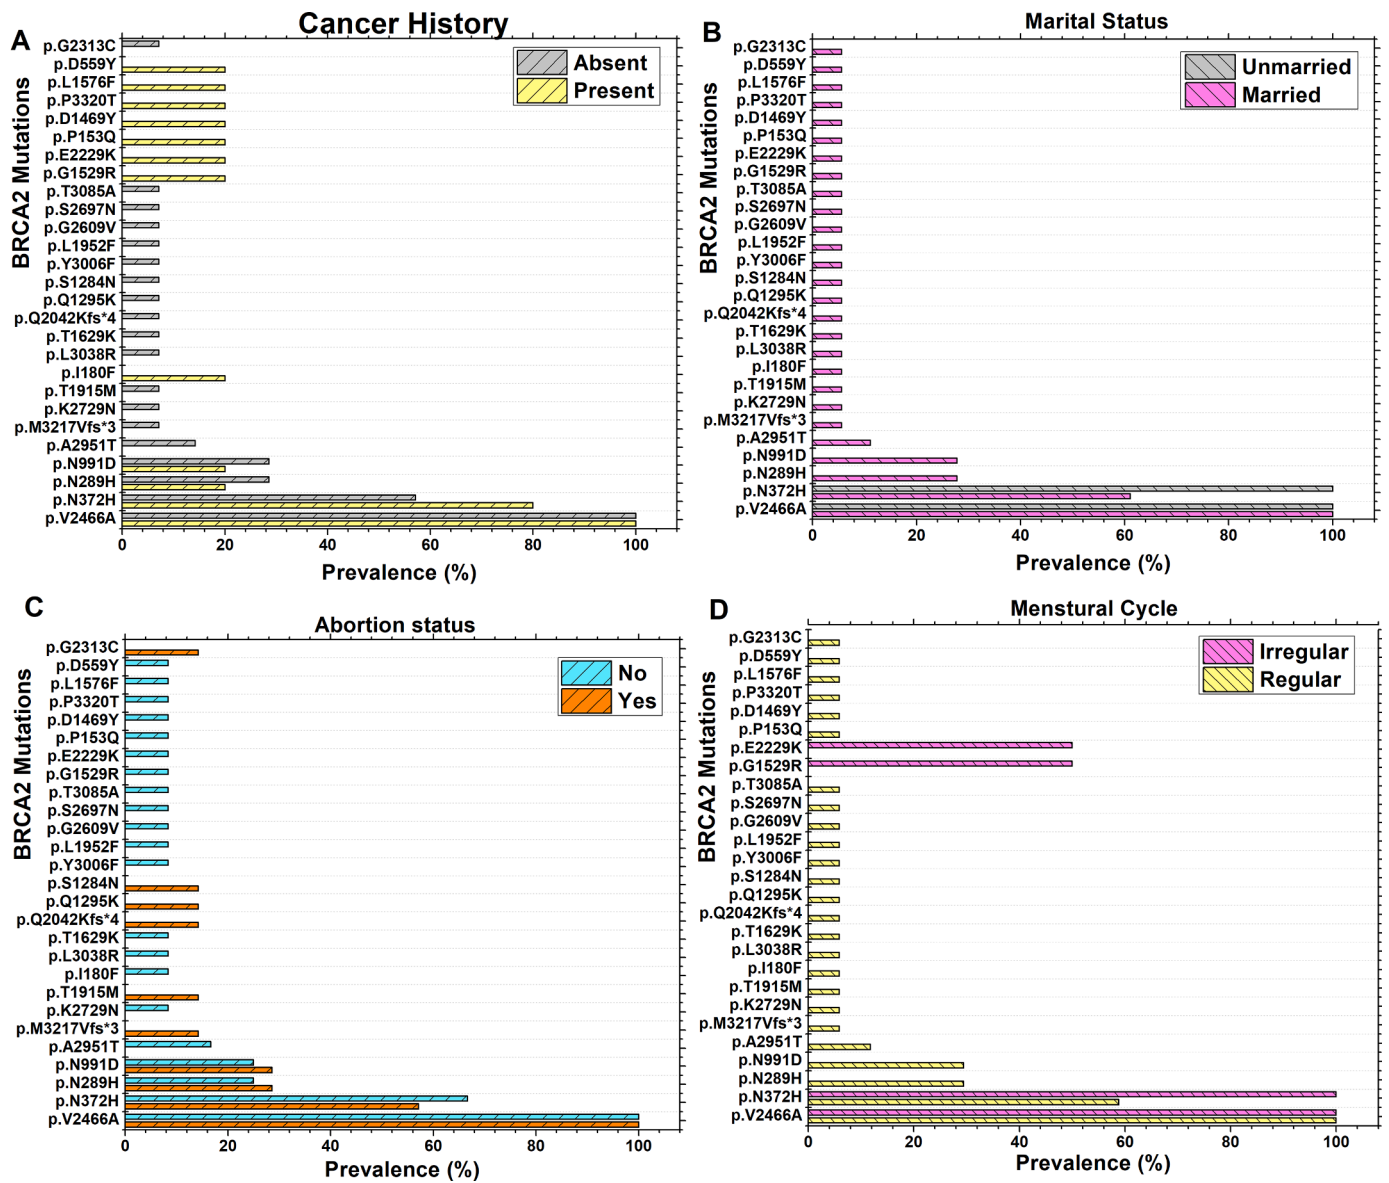 A
Cancer History
BRCA2 Mutations
p.G2313C
p.D559Y
p.L1576F
p.P3320T
p.D1469Y
p.P153Q
p.E2229K
p.G1529R
p.T3085A
p.S2697N
p.G2609V
p.L1952F
p.Y3006F
p.S1284N
p.Q1295K
p.Q2042Kfs*4
p.T1629K
p.L3038R
p.I180F
p.T1915M
p.K2729N
p.M3217Vfs*3
p.A2951T
p.N991D
p.N289H
p.N372H
p.V2466A
Absent
Present
0 20 40 60 80 100
Prevalence (%)
B
Marital Status
BRCA2 Mutations
p.G2313C
p.D559Y
p.L1576F
p.P3320T
p.D1469Y
p.P153Q
p.E2229K
p.G1529R
p.T3085A
p.S2697N
p.G2609V
p.L1952F
p.Y3006F
p.S1284N
p.Q1295K
p.Q2042Kfs*4
p.T1629K
p.L3038R
p.I180F
p.T1915M
p.K2729N
p.M3217Vfs*3
p.A2951T
p.N991D
p.N289H
p.N372H
p.V2466A
Unmarried
Married
0 20 40 60 80 100
Prevalence (%)
C
Abortion status
BRCA2 Mutations
p.G2313C
p.D559Y
p.L1576F
p.P3320T
p.D1469Y
p.P153Q
p.E2229K
p.G1529R
p.T3085A
p.S2697N
p.G2609V
p.L1952F
p.Y3006F
p.S1284N
p.Q1295K
p.Q2042Kfs*4
p.T1629K
p.L3038R
p.I180F
p.T1915M
p.K2729N
p.M3217Vfs*3
p.A2951T
p.N991D
p.N289H
p.N372H
p.V2466A
No
Yes
0 20 40 60 80 100
Prevalence (%)
D
Menstural Cycle
BRCA2 Mutations
p.G2313C
p.D559Y
p.L1576F
p.P3320T
p.D1469Y
p.P153Q
p.E2229K
p.G1529R
p.T3085A
p.S2697N
p.G2609V
p.L1952F
p.Y3006F
p.S1284N
p.Q1295K
p.Q2042Kfs*4
p.T1629K
p.L3038R
p.I180F
p.T1915M
p.K2729N
p.M3217Vfs*3
p.A2951T
p.N991D
p.N289H
p.N372H
p.V2466A
Irregular
Regular
0 20 40 60 80 100
Prevalence (%)